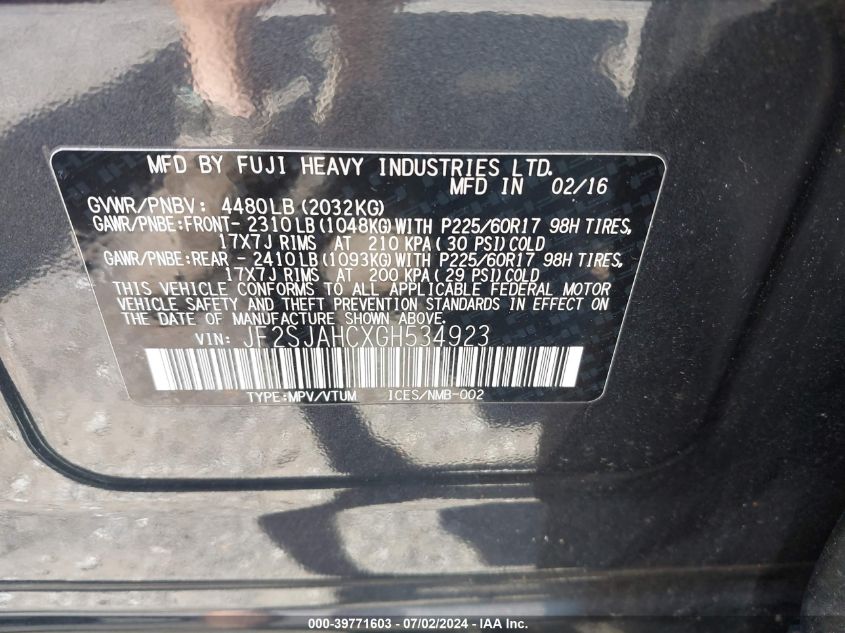 MFD BY FUJI HEAVY INDUSTRIES LTD.
MFD IN 02/16
GVWR/PNBV: 4480LB (2032KG)
GAWR/PNBE:FRONT- 2310LB (1048KG) WITH P225/60R17 98H TIRES,
17X7J RIMS AT 210 KPA ( 30 PSI) COLD
GAWR/PNBE:REAR - 2410LB (1093KG) WITH P225/60R17 98H TIRES,
17X7J RIMS AT 200 KPA ( 29 PSI) COLD
THIS VEHICLE CONFORMS TO ALL APPLICABLE FEDERAL MOTOR
VEHICLE SAFETY AND THEFT PREVENTION STANDARDS IN EFFECT ON
THE DATE OF MANUFACTURE SHOWN ABOVE.
VIN: JF2SJAHCXGH534923
TYPE:MPV/VTUM ICES/NMB-002
000-39771603 - 07/02/2024 - IAA Inc.